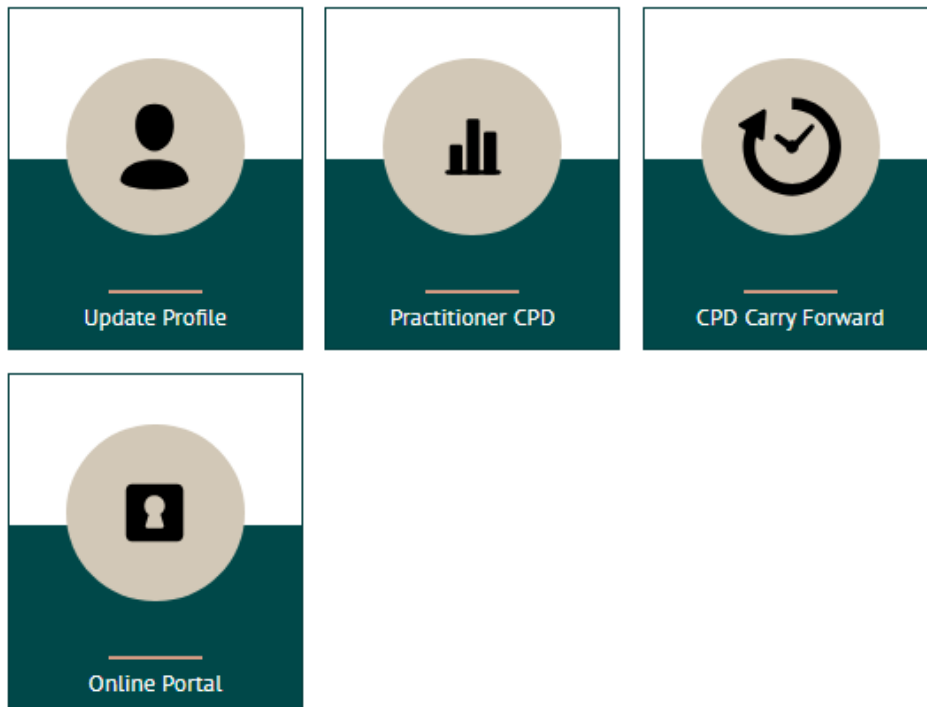 Update Profile
Practitioner CPD
CPD Carry Forward
Online Portal